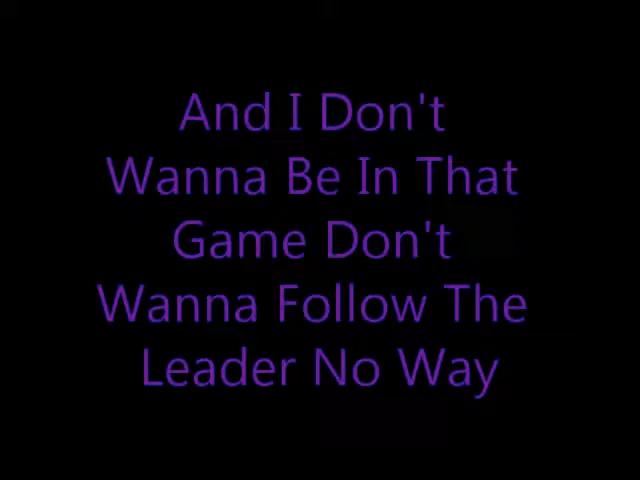 And I Don't
Wanna Be In That
Game Don't
Wanna Follow The
Leader No Way